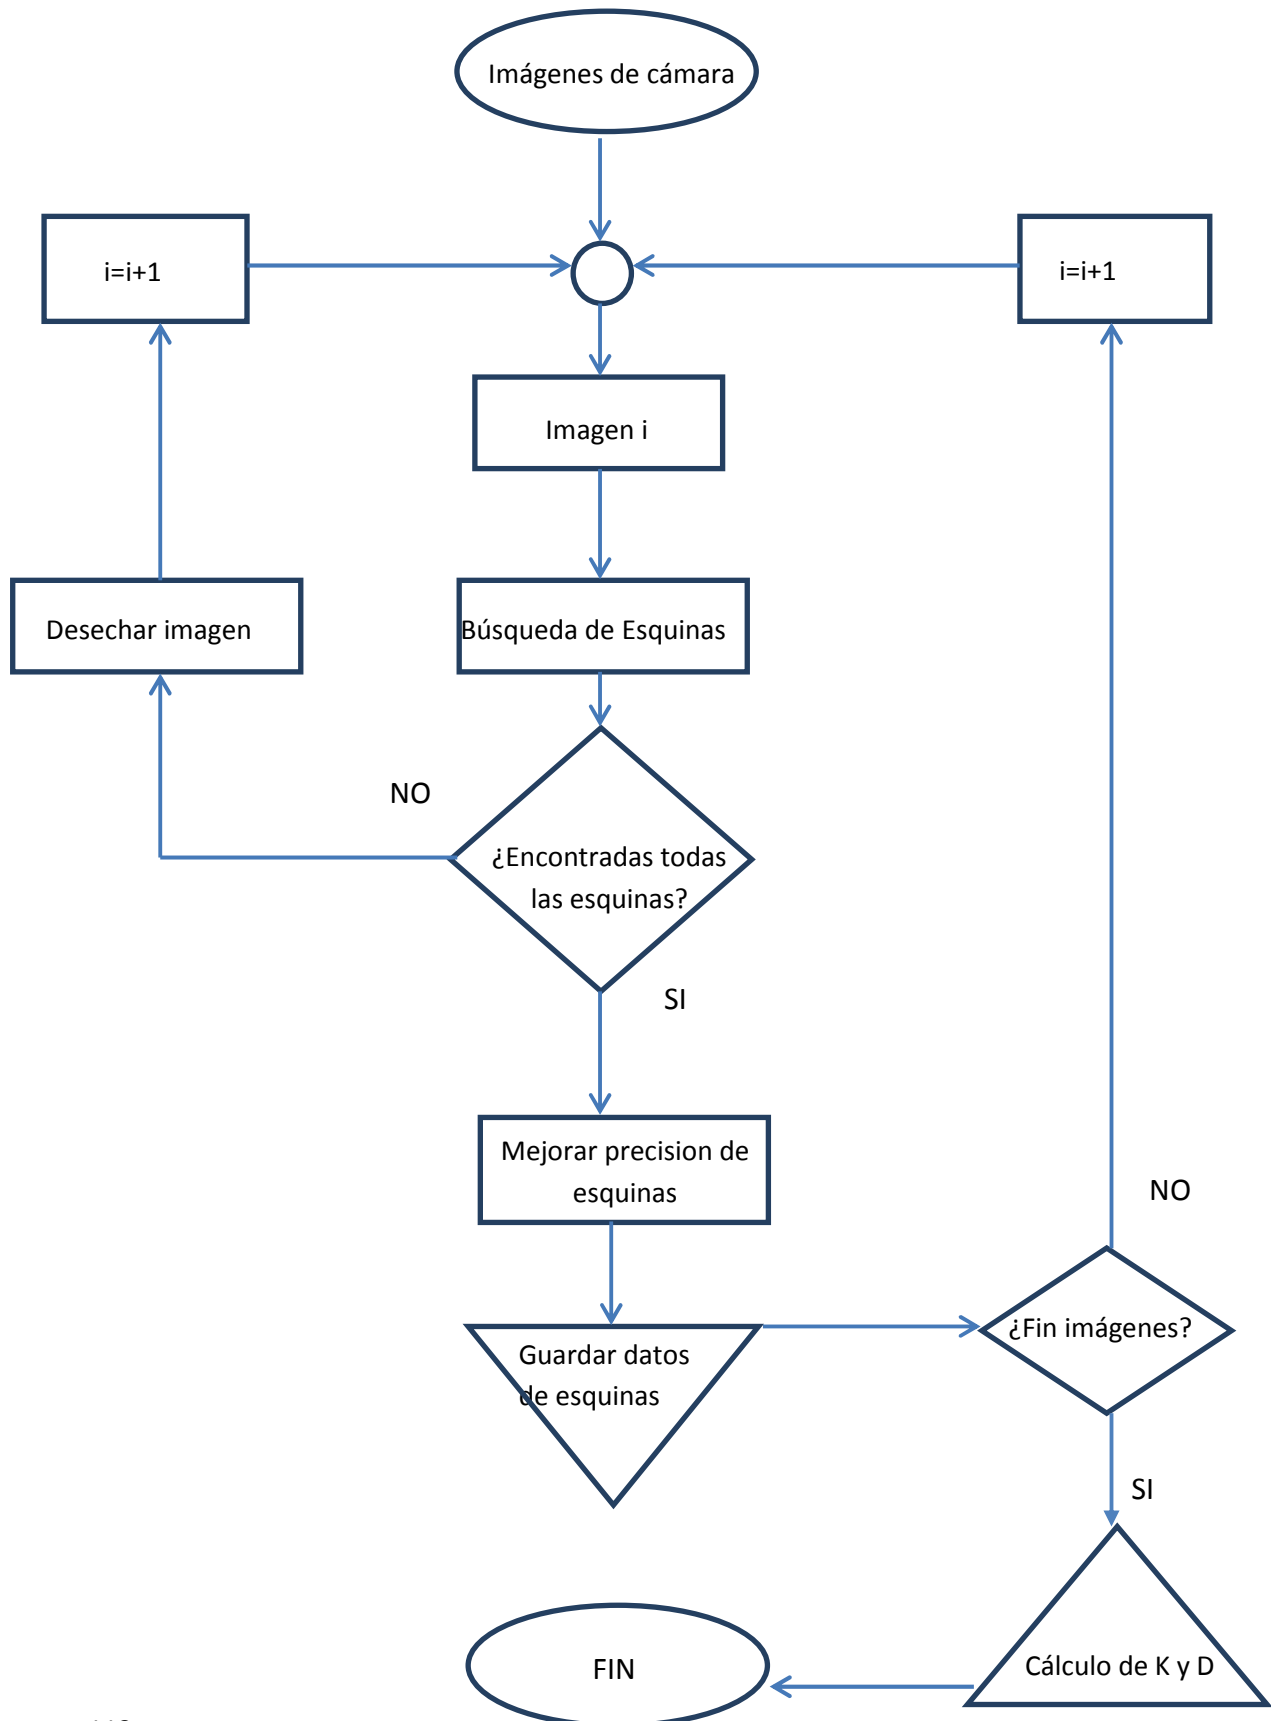 Imágenes de cámara
i=i+1
i=i+1
Imagen i
Desechar imagen
Búsqueda de Esquinas
NO
¿Encontradas todas
las esquinas?
SI
Mejorar precision de
esquinas
NO
¿Fin imágenes?
Guardar datos
de esquinas
SI
Cálculo de K y D
FIN